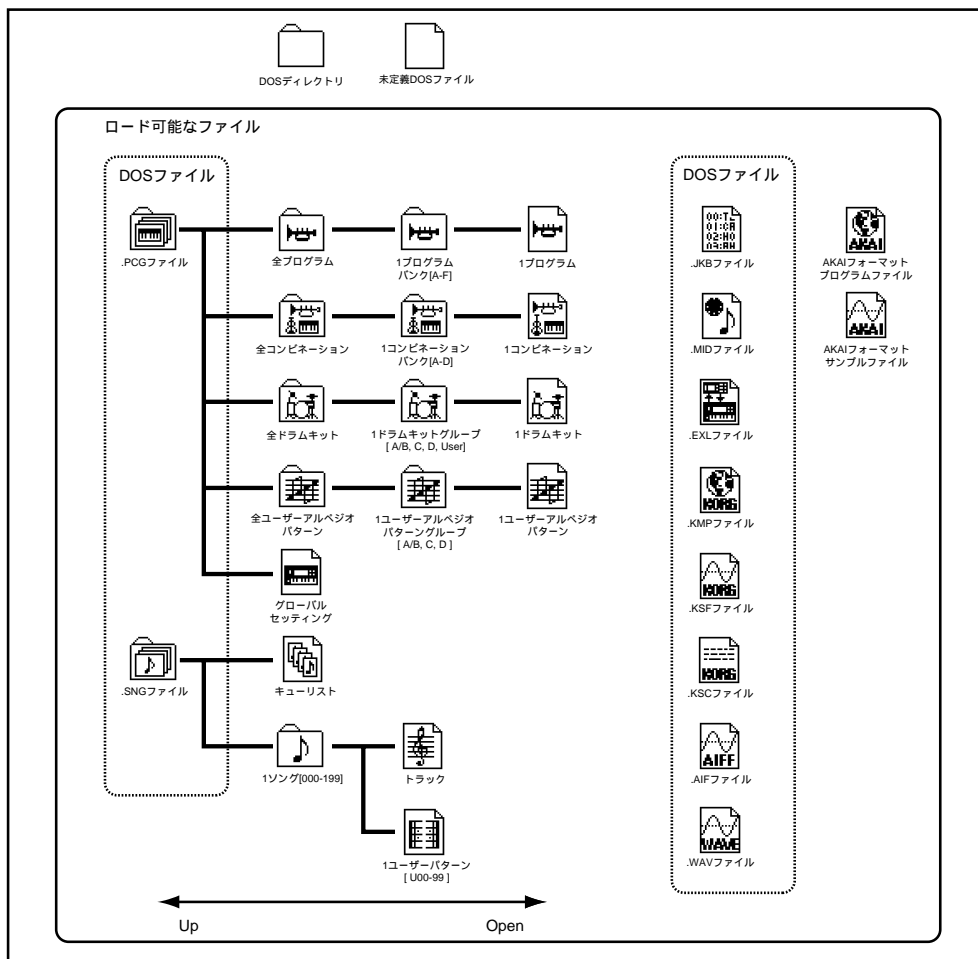 DOSディレクトリ
未定義DOSファイル
ロード可能なファイル
DOSファイル
.PCGファイル
全プログラム
1プログラム
バンク[A-F]
1プログラム
全コンビネーション
1コンビネーション
バンク[A-D]
1コンビネーション
全ドラムキット
1ドラムキットグループ
[ A/B, C, D, User]
1ドラムキット
全ユーザーアルペジオ
パターン
1ユーザーアルペジオ
パターングループ
[ A/B, C, D ]
1ユーザーアルペジオ
パターン
グローバル
セッティング
.SNGファイル
キューリスト
1ソング[000-199]
トラック
1ユーザーパターン
[ U00-99 ]
Up
Open
DOSファイル
00:TL
01:CA
02:HO
03:AH
.JKBファイル
.MIDファイル
.EXLファイル
KORG
.KMPファイル
KORG
.KSFファイル
KORG
.KSCファイル
AIFF
.AIFファイル
WAVE
.WAVファイル
AKAI
AKAIフォーマット
プログラムファイル
AKAI
AKAIフォーマット
サンプルファイル